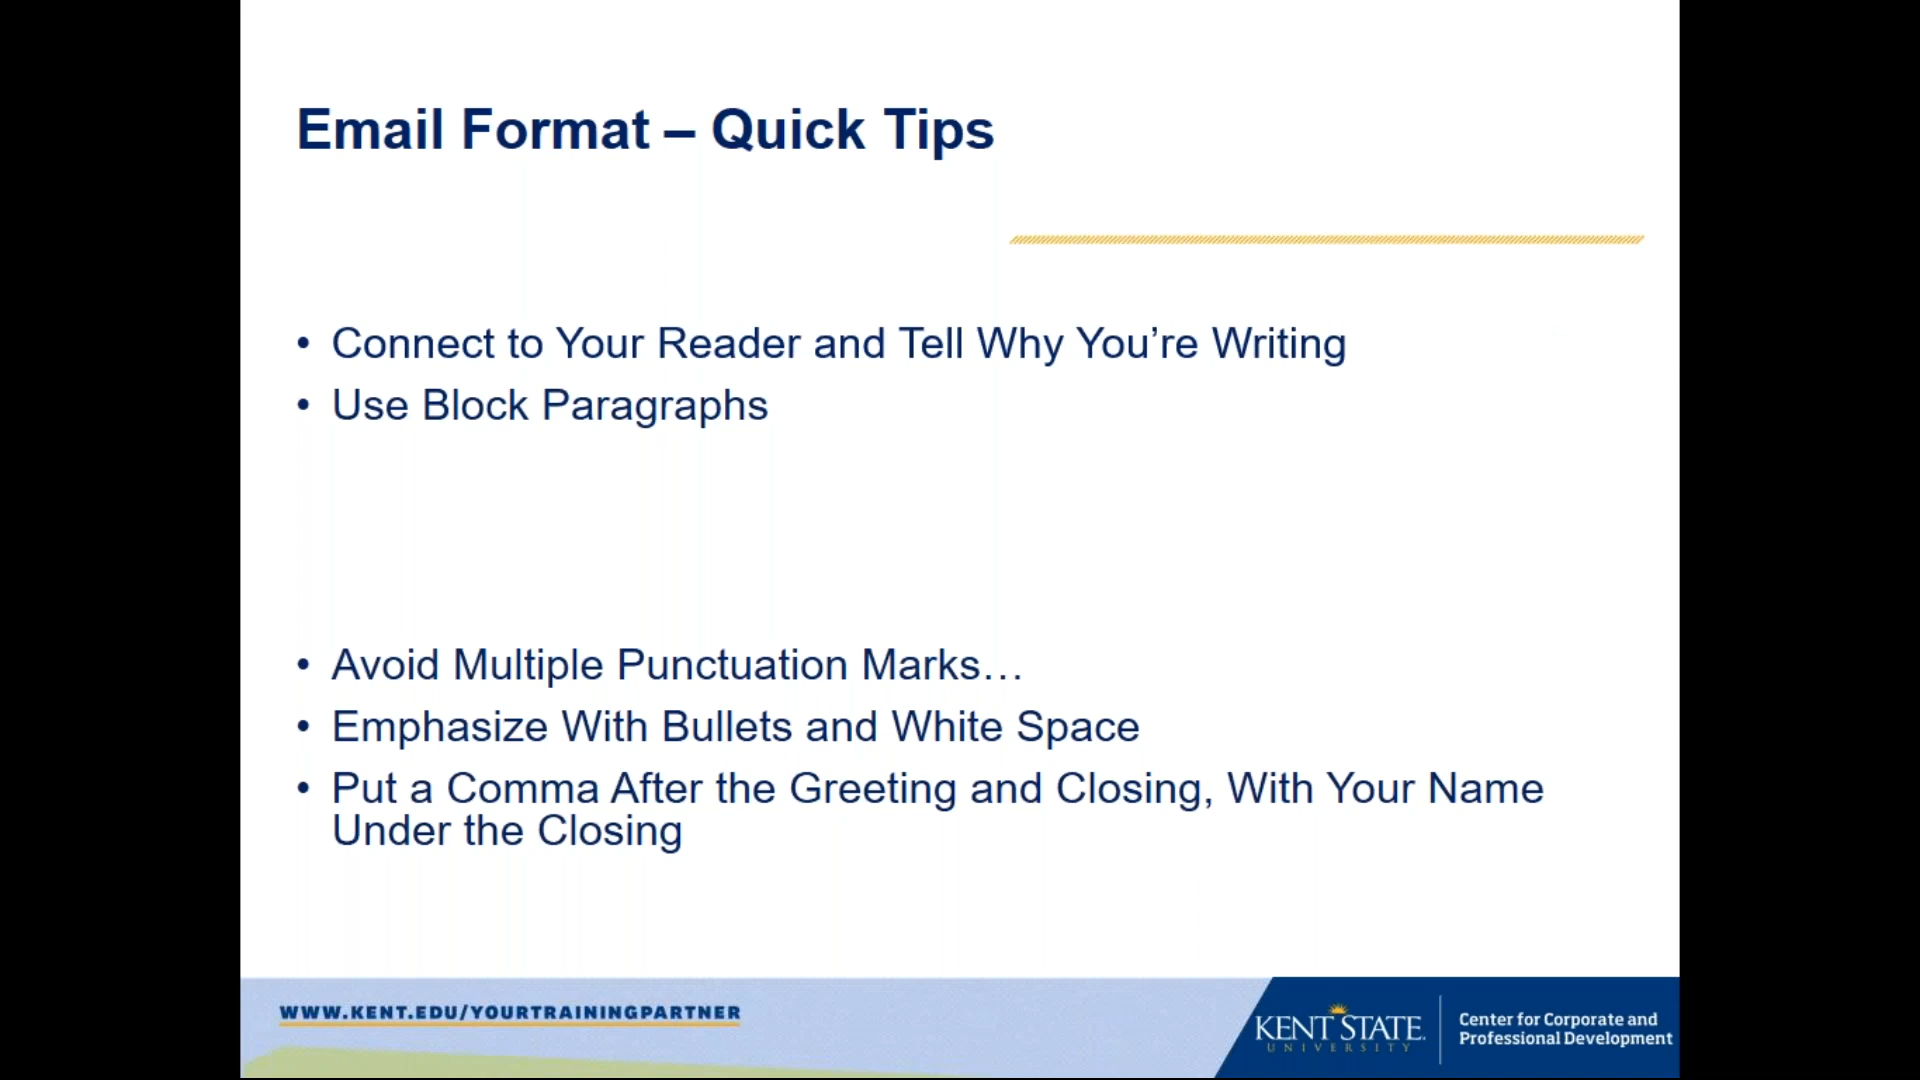 Email Format – Quick Tips
• Connect to Your Reader and Tell Why You’re Writing
• Use Block Paragraphs
• Avoid Multiple Punctuation Marks…
• Emphasize With Bullets and White Space
• Put a Comma After the Greeting and Closing, With Your Name
Under the Closing
WWW.KENT.EDU/YOURTRAININGPARTNER
KENT STATE
UNIVERSITY
Center for Corporate and
Professional Development